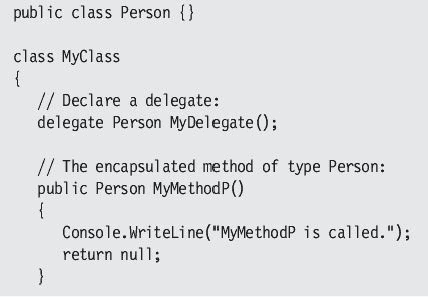 public class Person {}
class MyClass
{
// Declare a delegate:
delegate Person MyDelegate();
// The encapsulated method of type Person:
public Person MyMethodP()
{
Console.WriteLine("MyMethodP is called.");
return null;
}